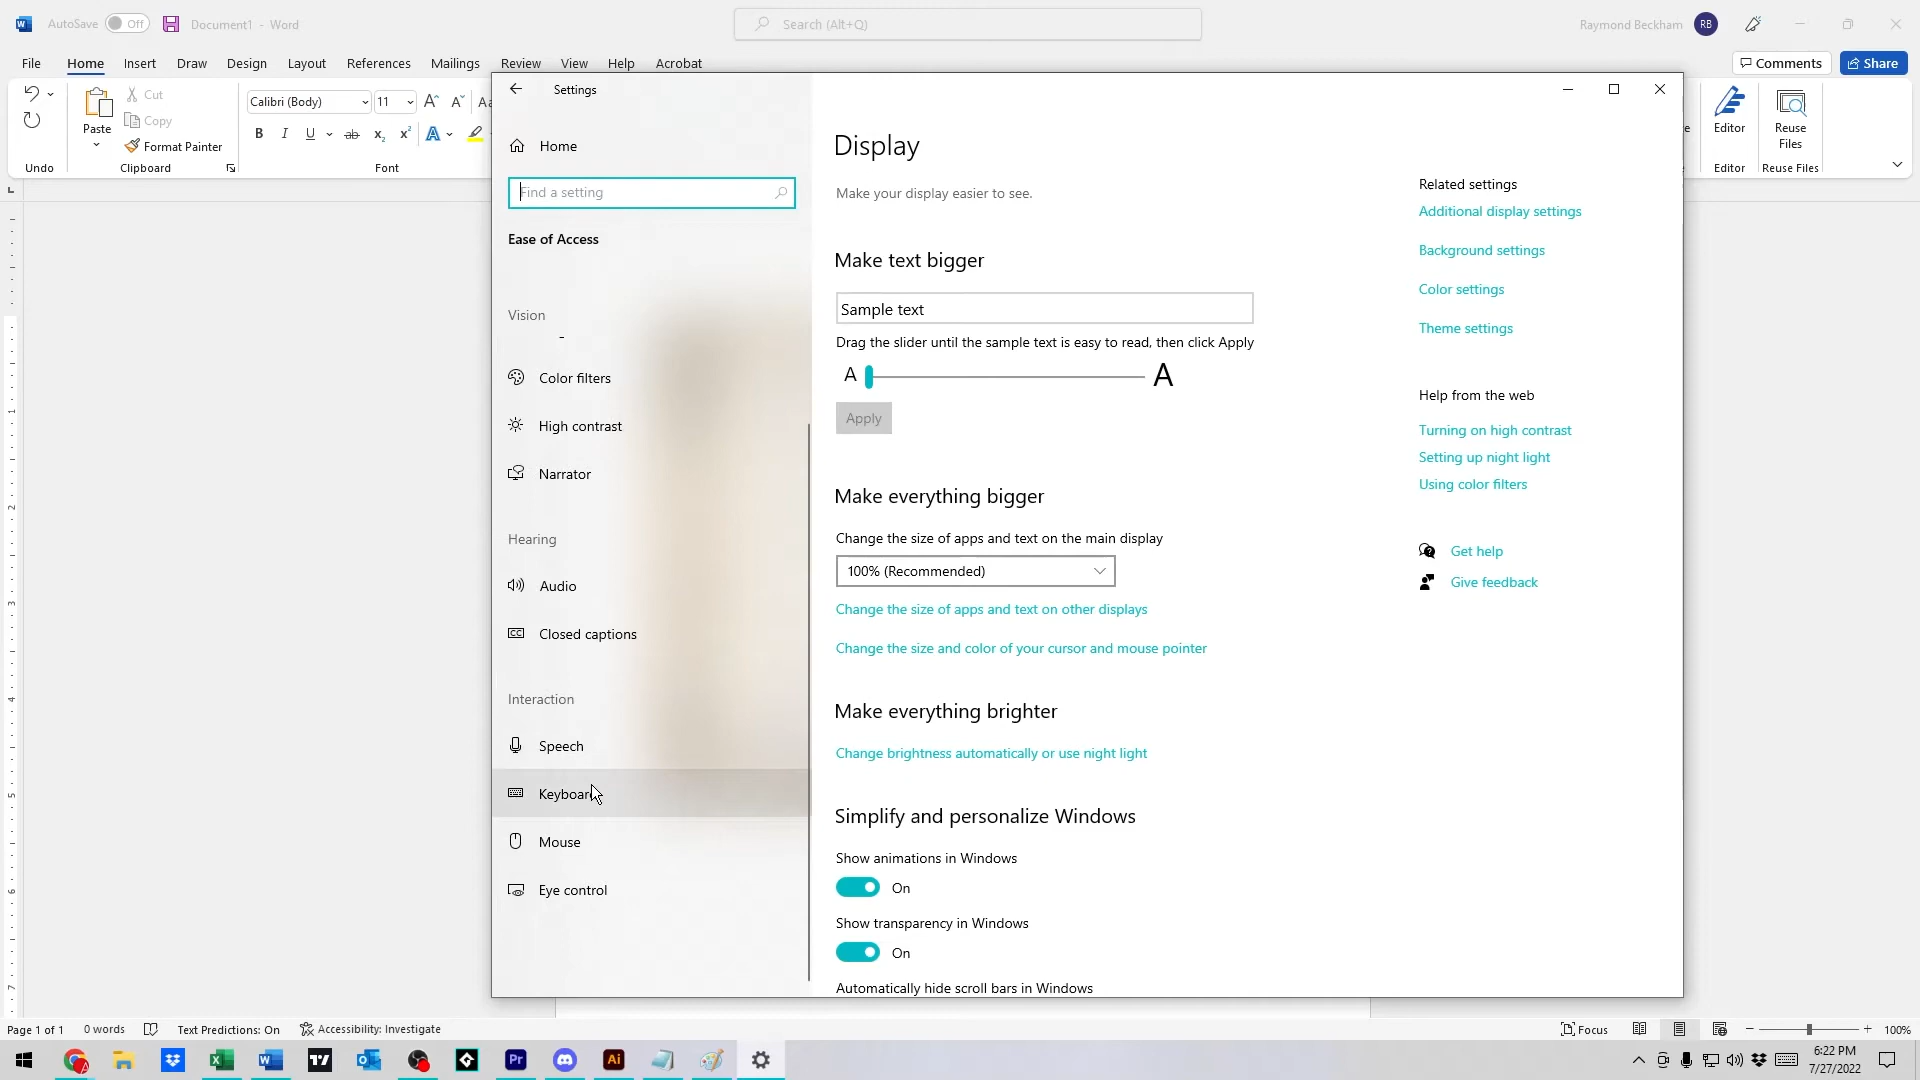 AutoSave Off Document1 - Word Search (Alt+Q) Raymond Beckham RB
File Home Insert Draw Design Layout References Mailings Review View Help Acrobat Comments Share
Paste
Cut
Copy
Format Painter
Calibri (Body) 11
Editor
Reuse Files
Undo Clipboard Font Editor Reuse Files
Settings
Home
Find a setting
Ease of Access
Vision
Color filters
High contrast
Narrator
Hearing
Audio
Closed captions
Interaction
Speech
Keyboard
Mouse
Eye control
Display
Make your display easier to see.
Make text bigger
Sample text
Drag the slider until the sample text is easy to read, then click Apply
A A
Apply
Make everything bigger
Change the size of apps and text on the main display
100% (Recommended)
Change the size of apps and text on other displays
Change the size and color of your cursor and mouse pointer
Make everything brighter
Change brightness automatically or use night light
Simplify and personalize Windows
Show animations in Windows
On
Show transparency in Windows
On
Automatically hide scroll bars in Windows
Related settings
Additional display settings
Background settings
Color settings
Theme settings
Help from the web
Turning on high contrast
Setting up night light
Using color filters
Get help
Give feedback
Page 1 of 1 0 words Text Predictions: On Accessibility: Investigate Focus 100%
6:22 PM
7/27/2022